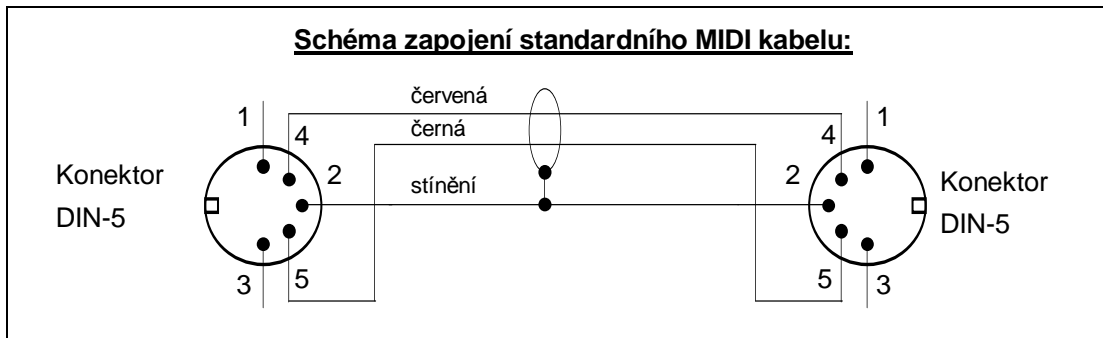 Schéma zapojení standardního MIDI kabelu:
červená
1
1
4
černá
4
Konektor
DIN-5
2
stínění
2
Konektor
DIN-5
3
5
5
3